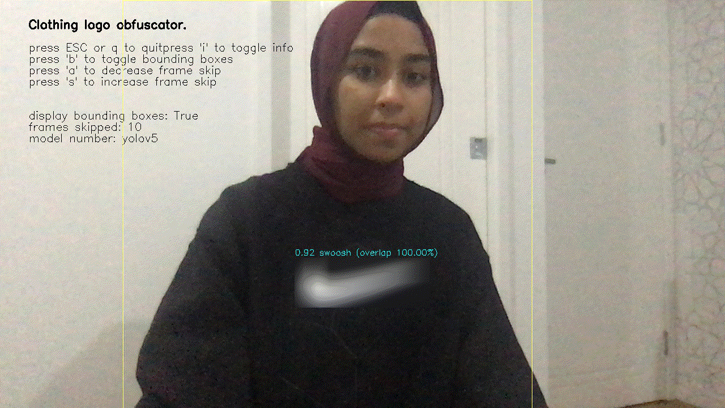 Clothing logo obfuscator.
press ESC or q to quitpress 'i' to toggle info
press 'b' to toggle bounding boxes
press 'a' to decrease frame skip
press 's' to increase frame skip
display bounding boxes: True
frames skipped: 10
model number: yolov5
0.92 swoosh (overlap 100.00%)